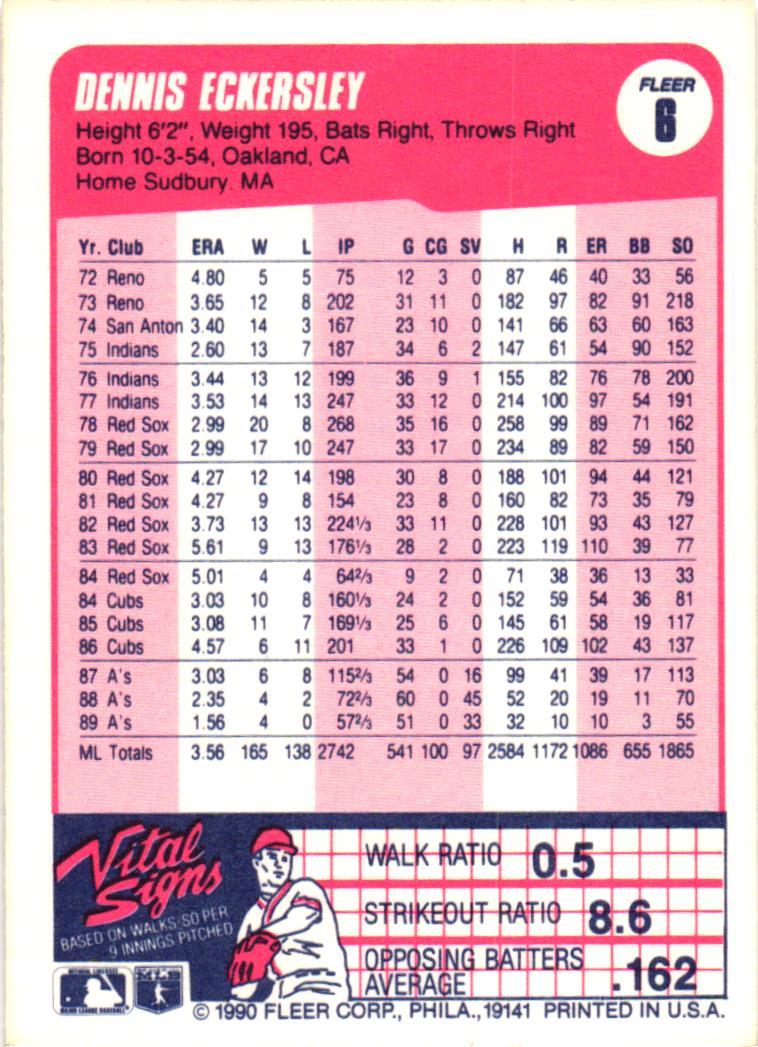 DENNIS ECKERSLEY
FLEER
6
Height 6'2", Weight 195, Bats Right, Throws Right
Born 10-3-54, Oakland, CA
Home Sudbury, MA
Yr. Club ERA W L IP G CG SV H R ER BB SO
72 Reno 4.80 5 5 75 12 3 0 87 46 40 33 56
73 Reno 3.65 12 8 202 31 11 0 182 97 82 91 218
74 San Anton 3.40 14 3 167 23 10 0 141 66 63 60 163
75 Indians 2.60 13 7 187 34 6 2 147 61 54 90 152
76 Indians 3.44 13 12 199 36 9 1 155 82 76 78 200
77 Indians 3.53 14 13 247 33 12 0 214 100 97 54 191
78 Red Sox 2.99 20 8 268 35 16 0 258 99 89 71 162
79 Red Sox 2.99 17 10 247 33 17 0 234 89 82 59 150
80 Red Sox 4.27 12 14 198 30 8 0 188 101 94 44 121
81 Red Sox 4.27 9 8 154 23 8 0 160 82 73 35 79
82 Red Sox 3.73 13 13 224 1/3 33 11 0 228 101 93 43 127
83 Red Sox 5.61 9 13 176 1/3 28 2 0 223 119 110 39 77
84 Red Sox 5.01 4 4 64 2/3 9 2 0 71 38 36 13 33
84 Cubs 3.03 10 8 160 1/3 24 2 0 152 59 54 36 81
85 Cubs 3.08 11 7 169 1/3 25 6 0 145 61 58 19 117
86 Cubs 4.57 6 11 201 33 1 0 226 109 102 43 137
87 A's 3.03 6 8 115 2/3 54 0 16 99 41 39 17 113
88 A's 2.35 4 2 72 2/3 60 0 45 52 20 19 11 70
89 A's 1.56 4 0 57 2/3 51 0 33 32 10 10 3 55
ML Totals 3.56 165 138 2742 541 100 97 2584 1172 1086 655 1865
Vital
Signs
BASED ON WALKS/SO PER
9 INNINGS PITCHED
WALK RATIO 0.5
STRIKEOUT RATIO 8.6
OPPOSING BATTERS
AVERAGE .162
MAJOR LEAGUE BASEBALL
© 1990 FLEER CORP., PHILA., 19141 PRINTED IN U.S.A.